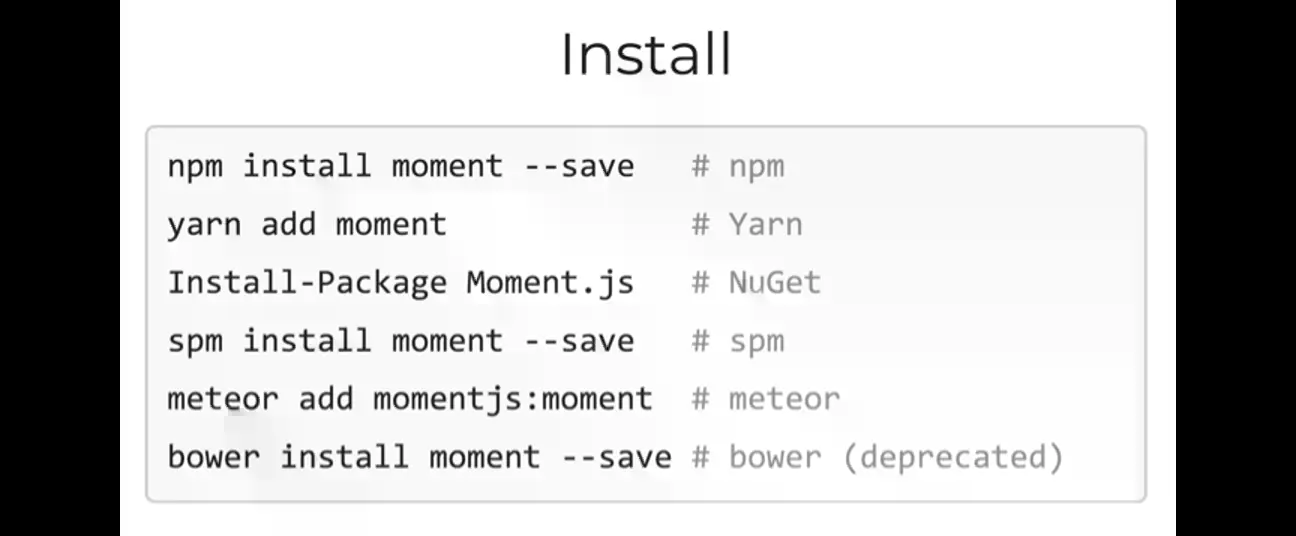 Install
npm install moment --save   # npm
yarn add moment             # Yarn
Install-Package Moment.js   # NuGet
spm install moment --save   # spm
meteor add momentjs:moment  # meteor
bower install moment --save # bower (deprecated)